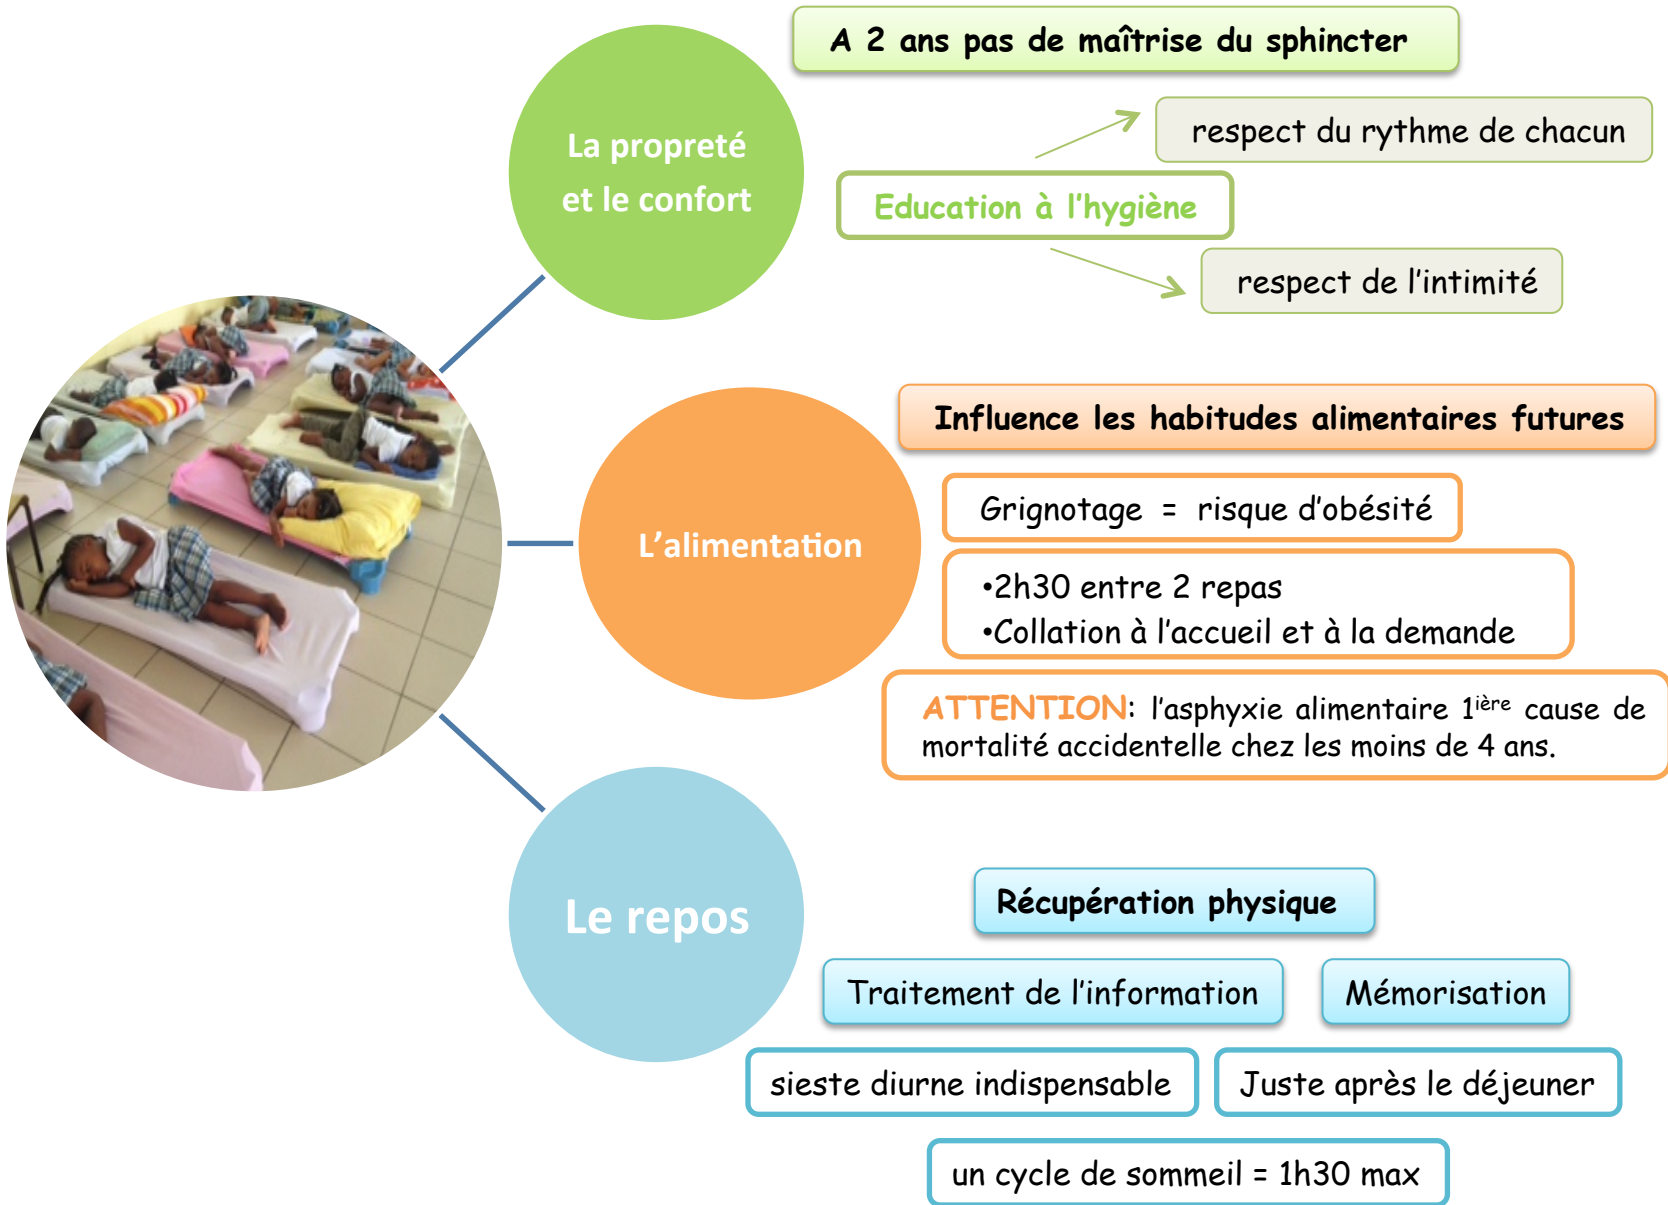 A 2 ans pas de maîtrise du sphincter
La propreté
et le confort
respect du rythme de chacun
Education à l'hygiène
respect de l'intimité
L'alimentation
Influence les habitudes alimentaires futures
Grignotage = risque d'obésité
•2h30 entre 2 repas
•Collation à l'accueil et à la demande
ATTENTION: l'asphyxie alimentaire 1ière cause de
mortalité accidentelle chez les moins de 4 ans.
Le repos
Récupération physique
Traitement de l'information
Mémorisation
sieste diurne indispensable
Juste après le déjeuner
un cycle de sommeil = 1h30 max